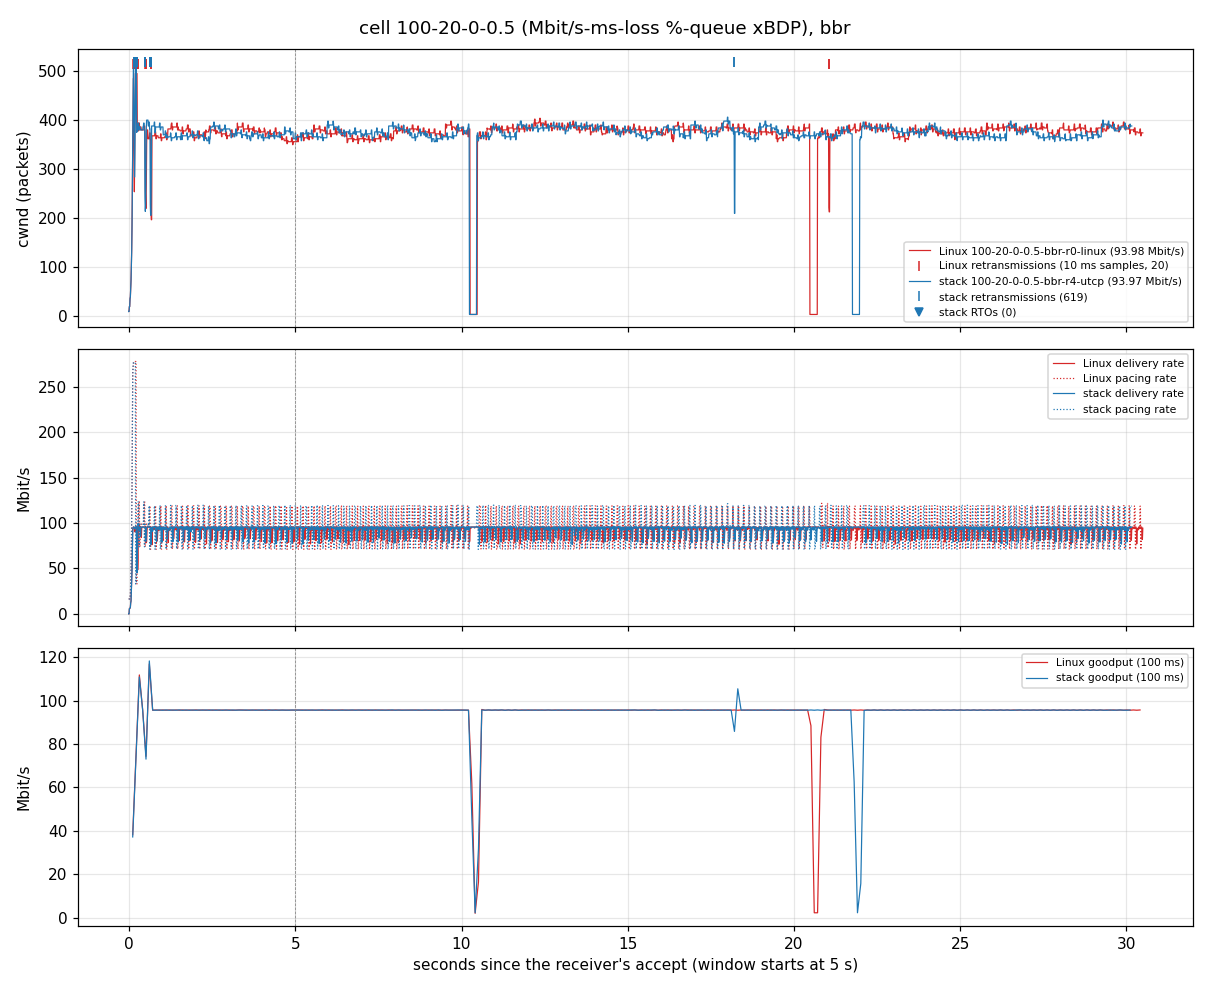 cell 100-20-0-0.5 (Mbit/s-ms-loss %-queue xBDP), bbr
500
400
300
200
100
0
cwnd (packets)
Linux 100-20-0-0.5-bbr-r0-linux (93.98 Mbit/s)
Linux retransmissions (10 ms samples, 20)
stack 100-20-0-0.5-bbr-r4-utcp (93.97 Mbit/s)
stack retransmissions (619)
stack RTOs (0)
250
200
150
100
50
0
Mbit/s
Linux delivery rate
Linux pacing rate
stack delivery rate
stack pacing rate
120
100
80
60
40
20
0
Mbit/s
Linux goodput (100 ms)
stack goodput (100 ms)
0 5 10 15 20 25 30
seconds since the receiver's accept (window starts at 5 s)